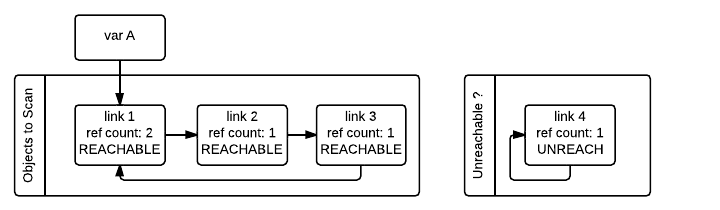 var A
Objects to Scan
link 1
ref count: 2
REACHABLE
link 2
ref count: 1
REACHABLE
link 3
ref count: 1
REACHABLE
Unreachable ?
link 4
ref count: 1
UNREACH